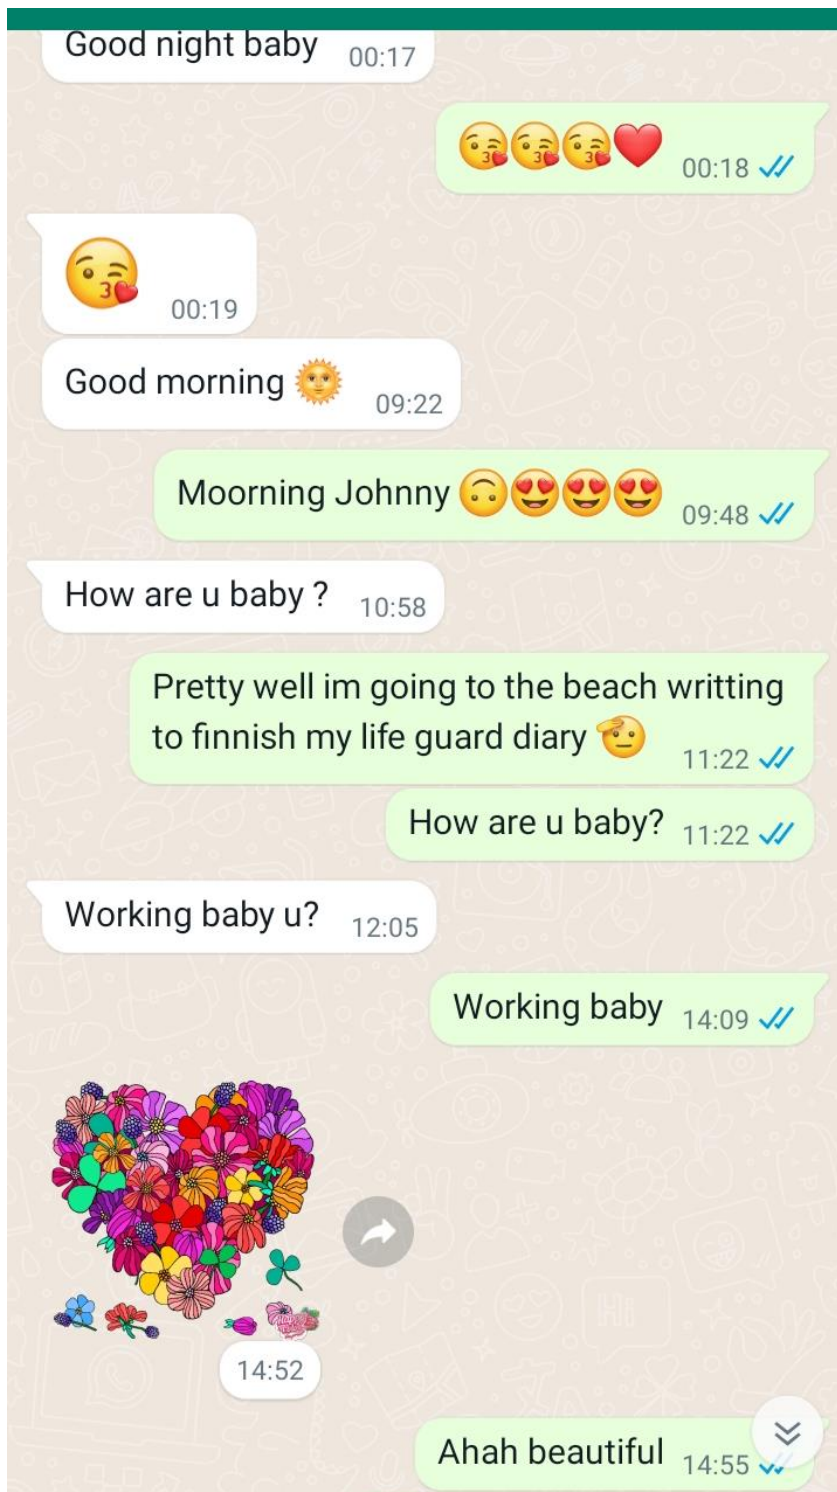 Good night baby 00:17
😘😘😘❤️ 00:18
😘 00:19
Good morning 🌞 09:22
Moorning Johnny 🙃😍😍😍 09:48
How are u baby ? 10:58
Pretty well im going to the beach writting
to finnish my life guard diary 🫡 11:22
How are u baby? 11:22
Working baby u? 12:05
Working baby 14:09
14:52
Ahah beautiful 14:55